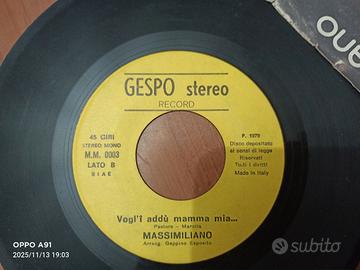 GESPO stereo
RECORD
45 GIRI
STEREO MONO
M.M. 0003
LATO B
SIAE
P. 1979
Disco depositato
ai sensi di legge
Riservati
Tutti i diritti
Made in Italy
Vogl'i addù mamma mia...
Pastore - Marolla
MASSIMILIANO
Arrang. Geppino Esposito
OPPO A91
2025/11/13 19:03
subito